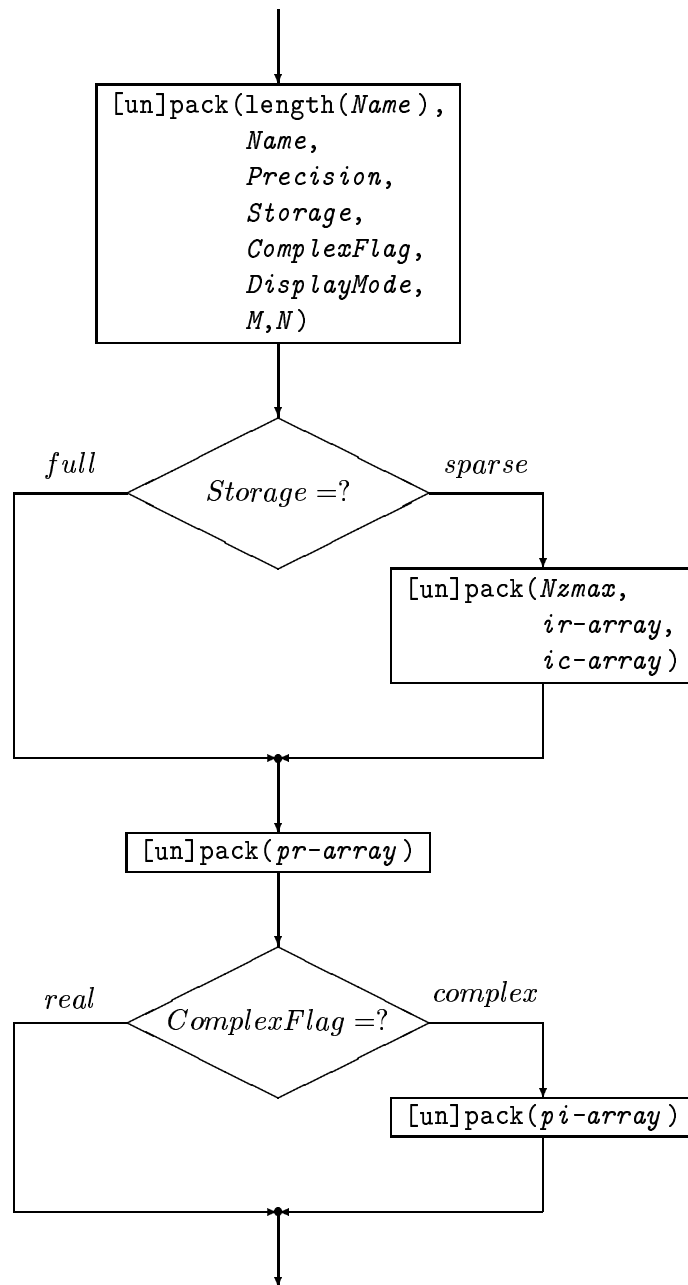 [un]pack(length(Name),
Name,
Precision,
Storage,
ComplexFlag,
DisplayMode,
M,N)
full
sparse
Storage =?
[un]pack(Nzmax,
ir-array,
ic-array)
[un]pack(pr-array)
real
complex
ComplexFlag =?
[un]pack(pi-array)